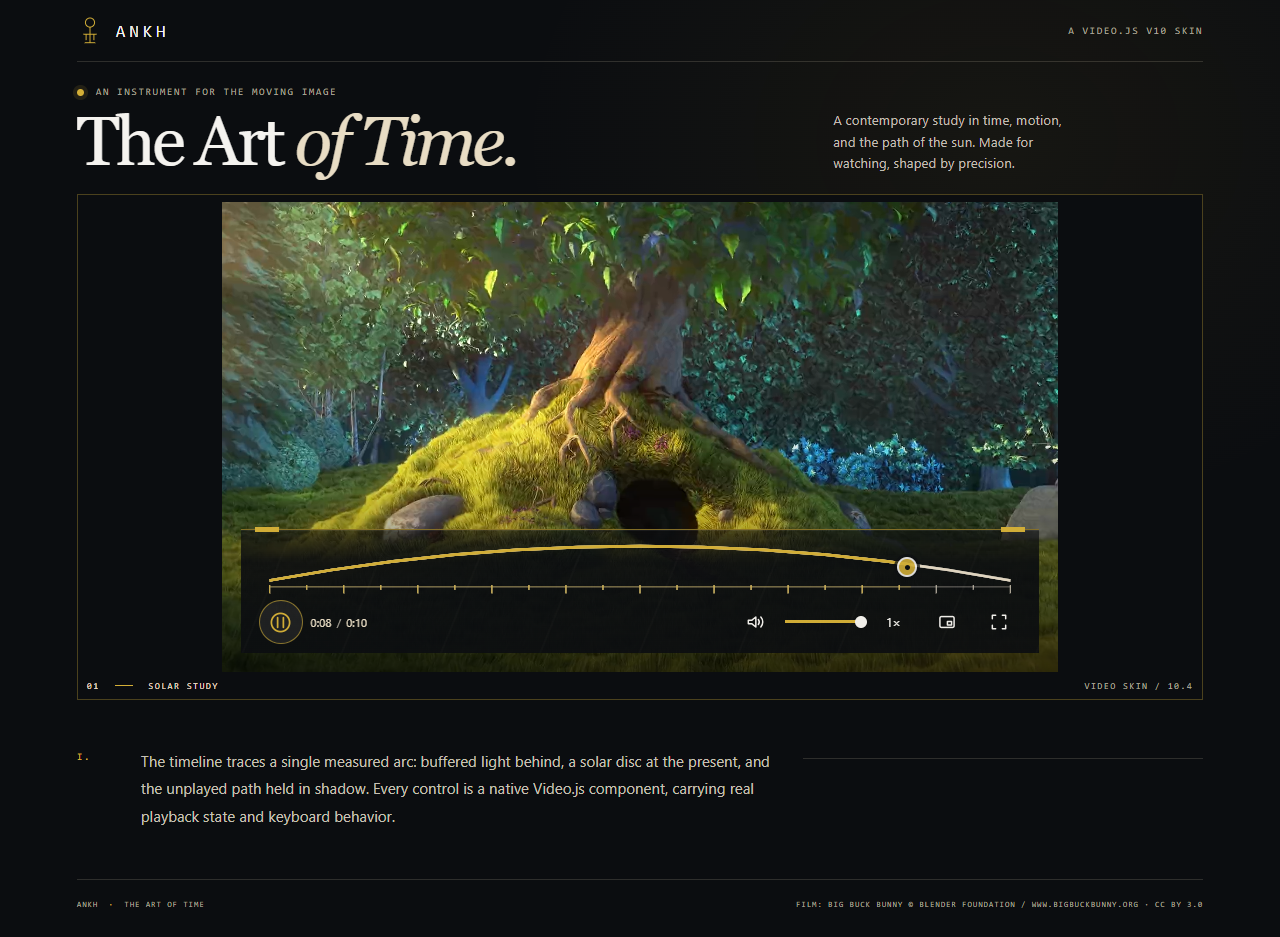 ANKH
A VIDEO.JS V10 SKIN
AN INSTRUMENT FOR THE MOVING IMAGE
The Art of Time.
A contemporary study in time, motion,
and the path of the sun. Made for
watching, shaped by precision.
0:08 / 0:10
1×
01 — SOLAR STUDY
VIDEO SKIN / 10.4
I.
The timeline traces a single measured arc: buffered light behind, a solar disc at the present, and
the unplayed path held in shadow. Every control is a native Video.js component, carrying real
playback state and keyboard behavior.
ANKH · THE ART OF TIME
FILM: BIG BUCK BUNNY © BLENDER FOUNDATION / WWW.BIGBUCKBUNNY.ORG · CC BY 3.0